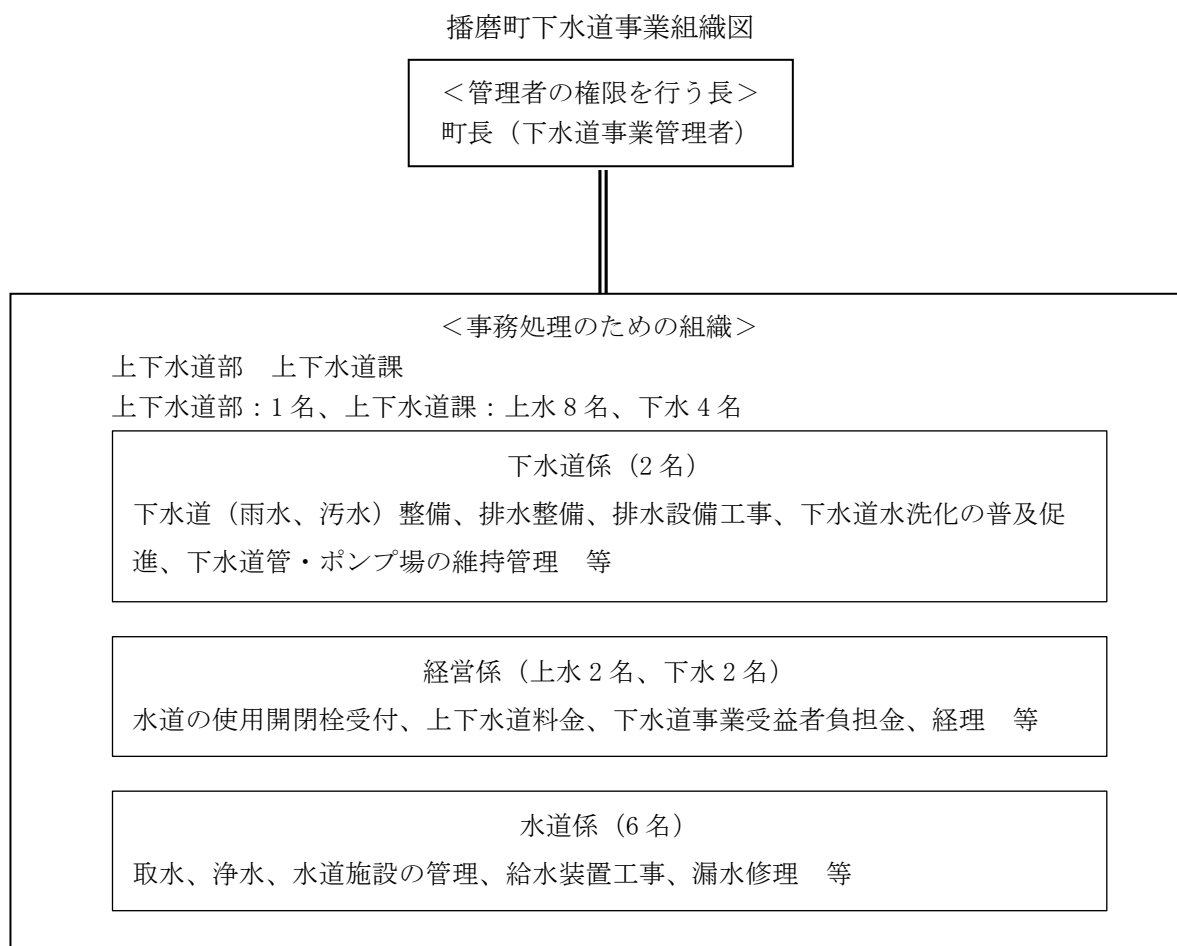 播磨町下水道事業組織図
＜管理者の権限を行う長＞
町長（下水道事業管理者）
＜事務処理のための組織＞
上下水道部　上下水道課
上下水道部：1名、上下水道課：上水8名、下水4名
下水道係（2名）
下水道（雨水、汚水）整備、排水整備、排水設備工事、下水道水洗化の普及促
進、下水道管・ポンプ場の維持管理　等
経営係（上水2名、下水2名）
水道の使用開閉栓受付、上下水道料金、下水道事業受益者負担金、経理　等
水道係（6名）
取水、浄水、水道施設の管理、給水装置工事、漏水修理　等